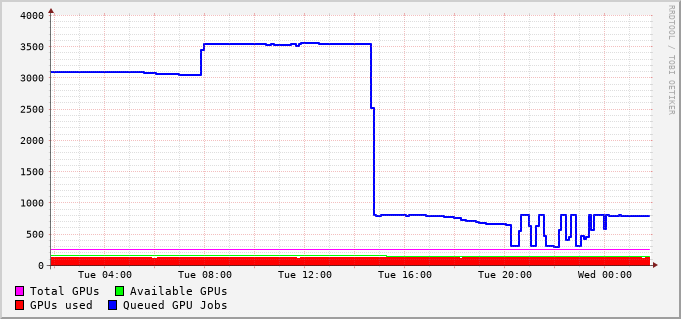 4000
3500
3000
2500
2000
1500
1000
500
0
Tue 04:00 Tue 08:00 Tue 12:00 Tue 16:00 Tue 20:00 Wed 00:00
Total GPUs Available GPUs
GPUs used Queued GPU Jobs
RRDTOOL / TOBI OETIKER